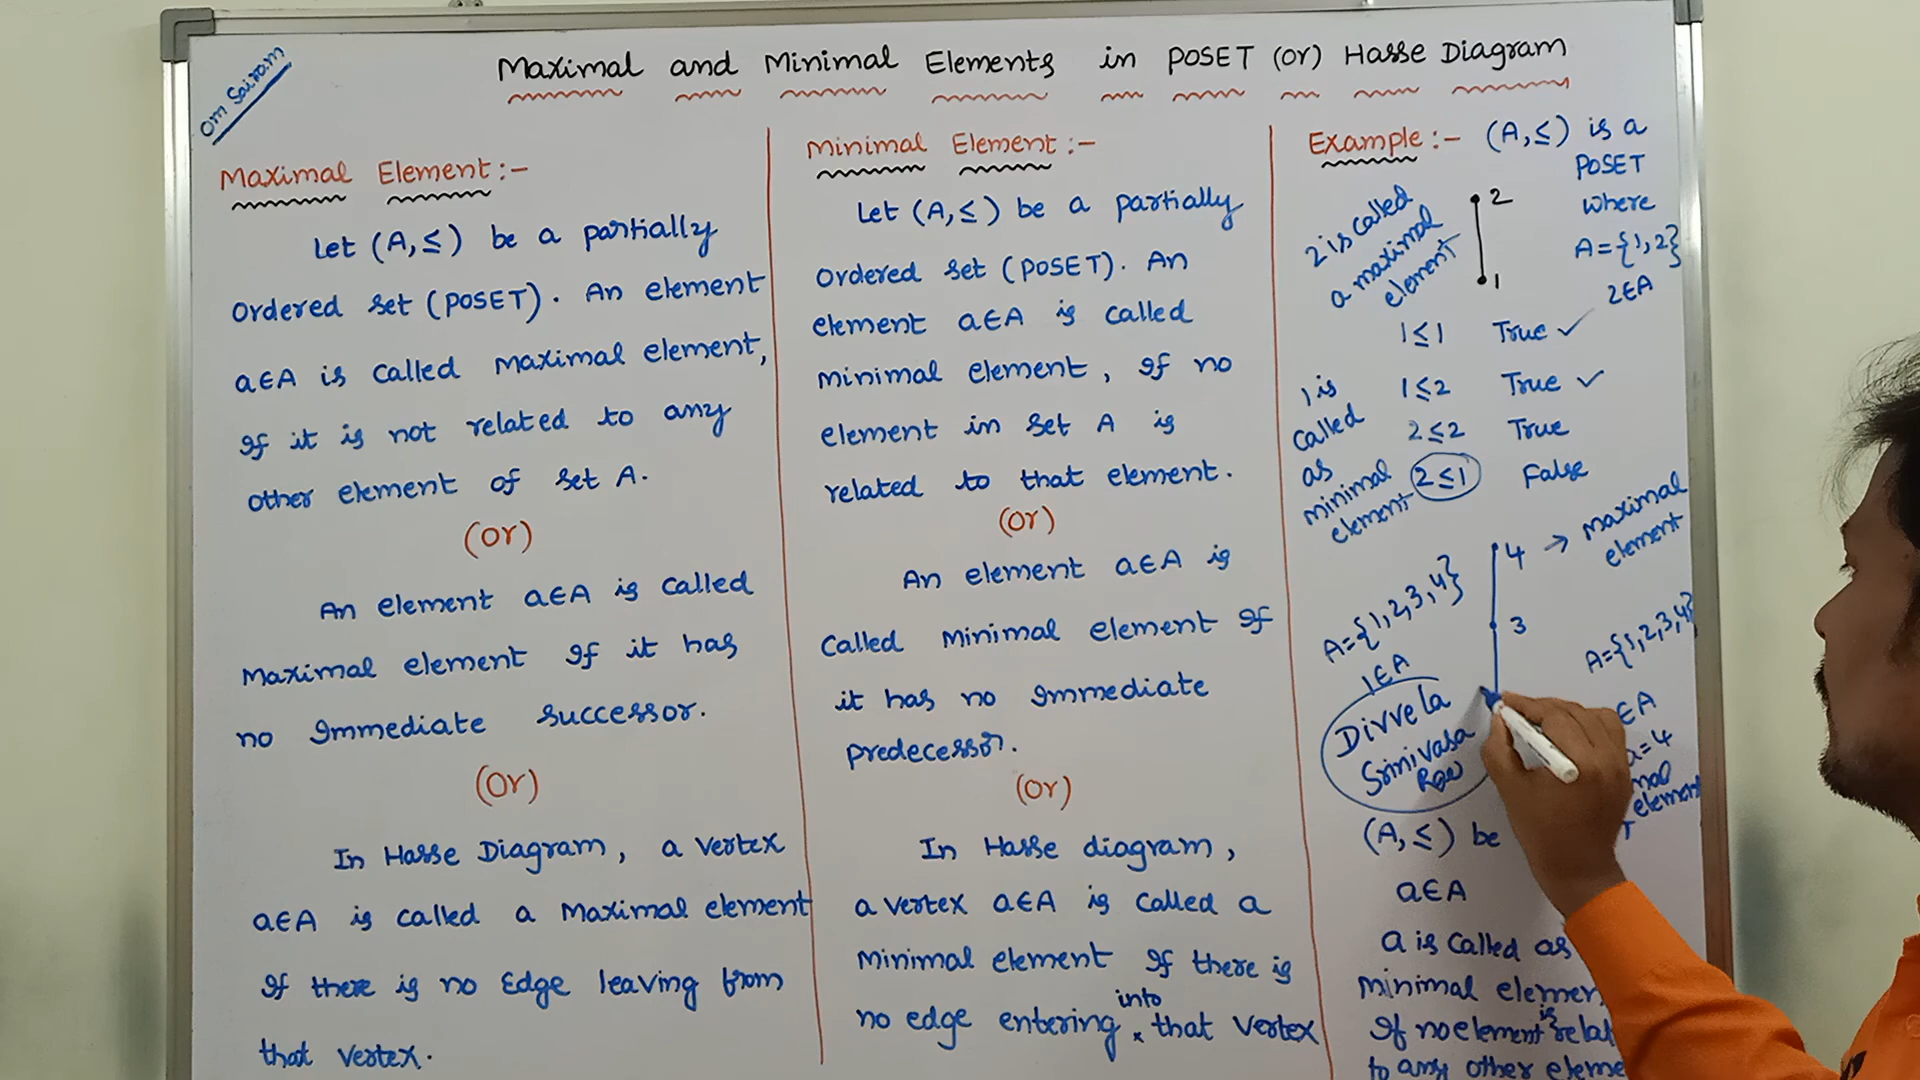 Om Sairam
Maximal and Minimal Elements in POSET (or) Hasse Diagram
Maximal Element:-
Let (A,≤) be a partially
ordered set (POSET). An element
a∈A is called maximal element,
If it is not related to any
other element of set A.
(Or)
An element a∈A is called
Maximal element If it has
no Immediate successor.
(Or)
In Hasse Diagram, a vertex
a∈A is called a Maximal element
If there is no Edge leaving from
that vertex.
Minimal Element:-
Let (A,≤) be a partially
ordered set (POSET). An
element a∈A is called
minimal element, If no
element in set A is
related to that element.
(Or)
An element a∈A is
called minimal element If
it has no Immediate
predecessor.
(Or)
In Hasse diagram,
a vertex a∈A is called a
minimal element If there is
into
no edge entering × that vertex
Example:- (A,≤) is a
POSET
where
A={1,2}
2∈A
2
1
2 is called
a maximal
element
1≤1 True ✓
1≤2 True ✓
2≤2 True
2≤1 False
1 is
called
as
minimal
element
4 → Maximal
element
3
A={1,2,3,4}
1∈A
A={1,2,3,4}
∈A
a=4
element
Divvela
Srinivasa
Rao
(A,≤) be
a∈A
a is called as
minimal elemen
is
If no element rela
to any other eleme